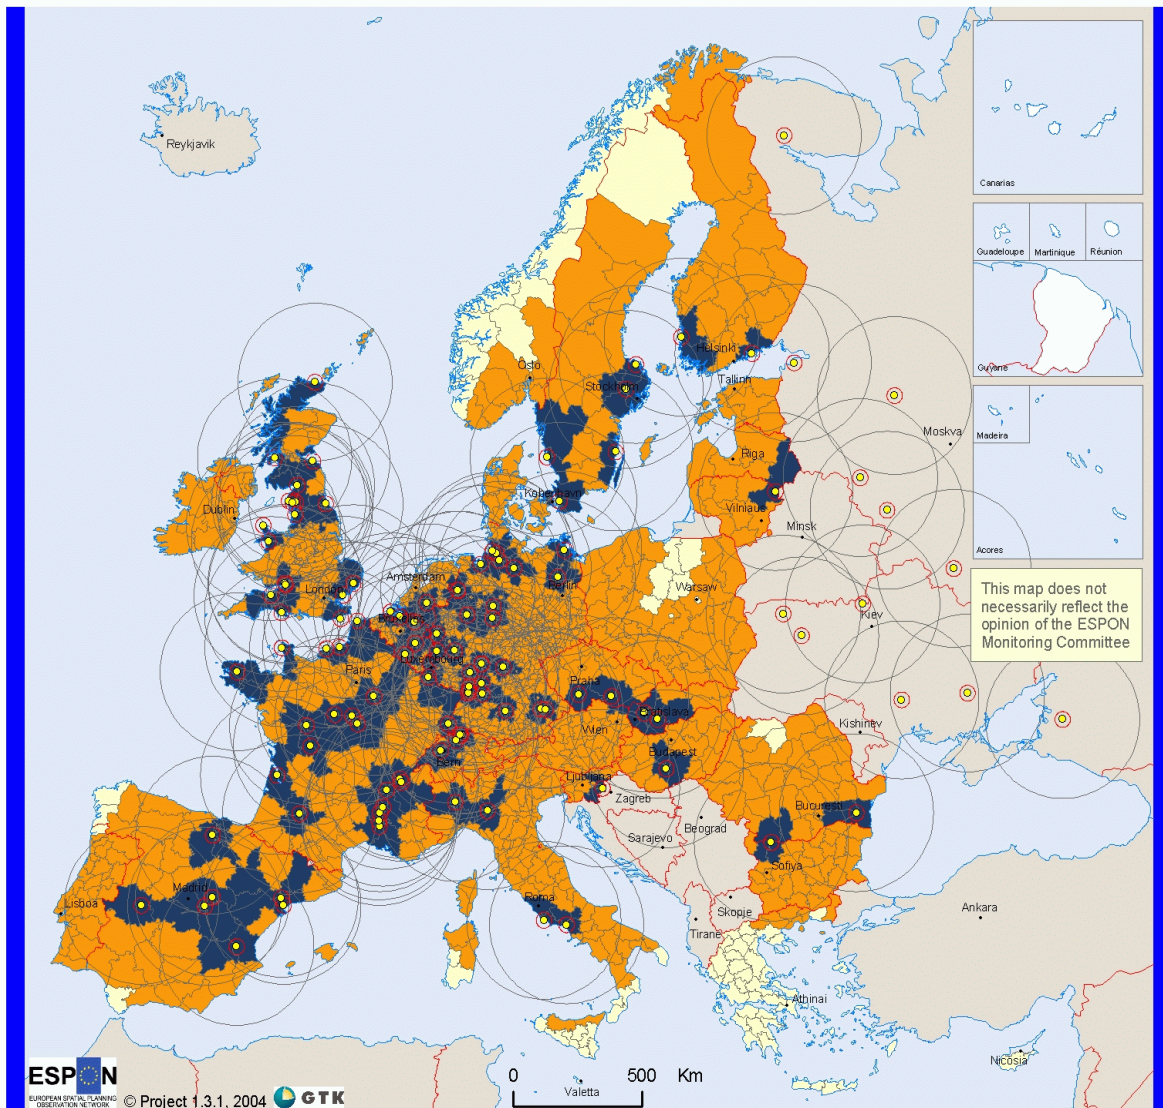 Reykjavik
Canarias
Guadeloupe
Martinique
Réunion
Guyane
Madeira
Acores
This map does not
necessarily reflect the
opinion of the ESPON
Monitoring Committee
Oslo
Helsinki
Stockholm
Tallinn
Moskva
Riga
Dublin
Kobenhavn
Vilnius
Minsk
London
Amsterdam
Berlin
Warsaw
Bruxelles
Kiev
Luxembourg
Paris
Praha
Bratislava
Wien
Kishinev
Budapest
Bern
Ljubljana
Zagreb
Bucuresti
Beograd
Sarajevo
Sofiya
Madrid
Lisboa
Roma
Skopje
Ankara
Tirane
Athinai
Nicosia
Valetta
0 500 Km
ESPON
EUROPEAN SPATIAL PLANNING
OBSERVATION NETWORK
© Project 1.3.1, 2004
GTK